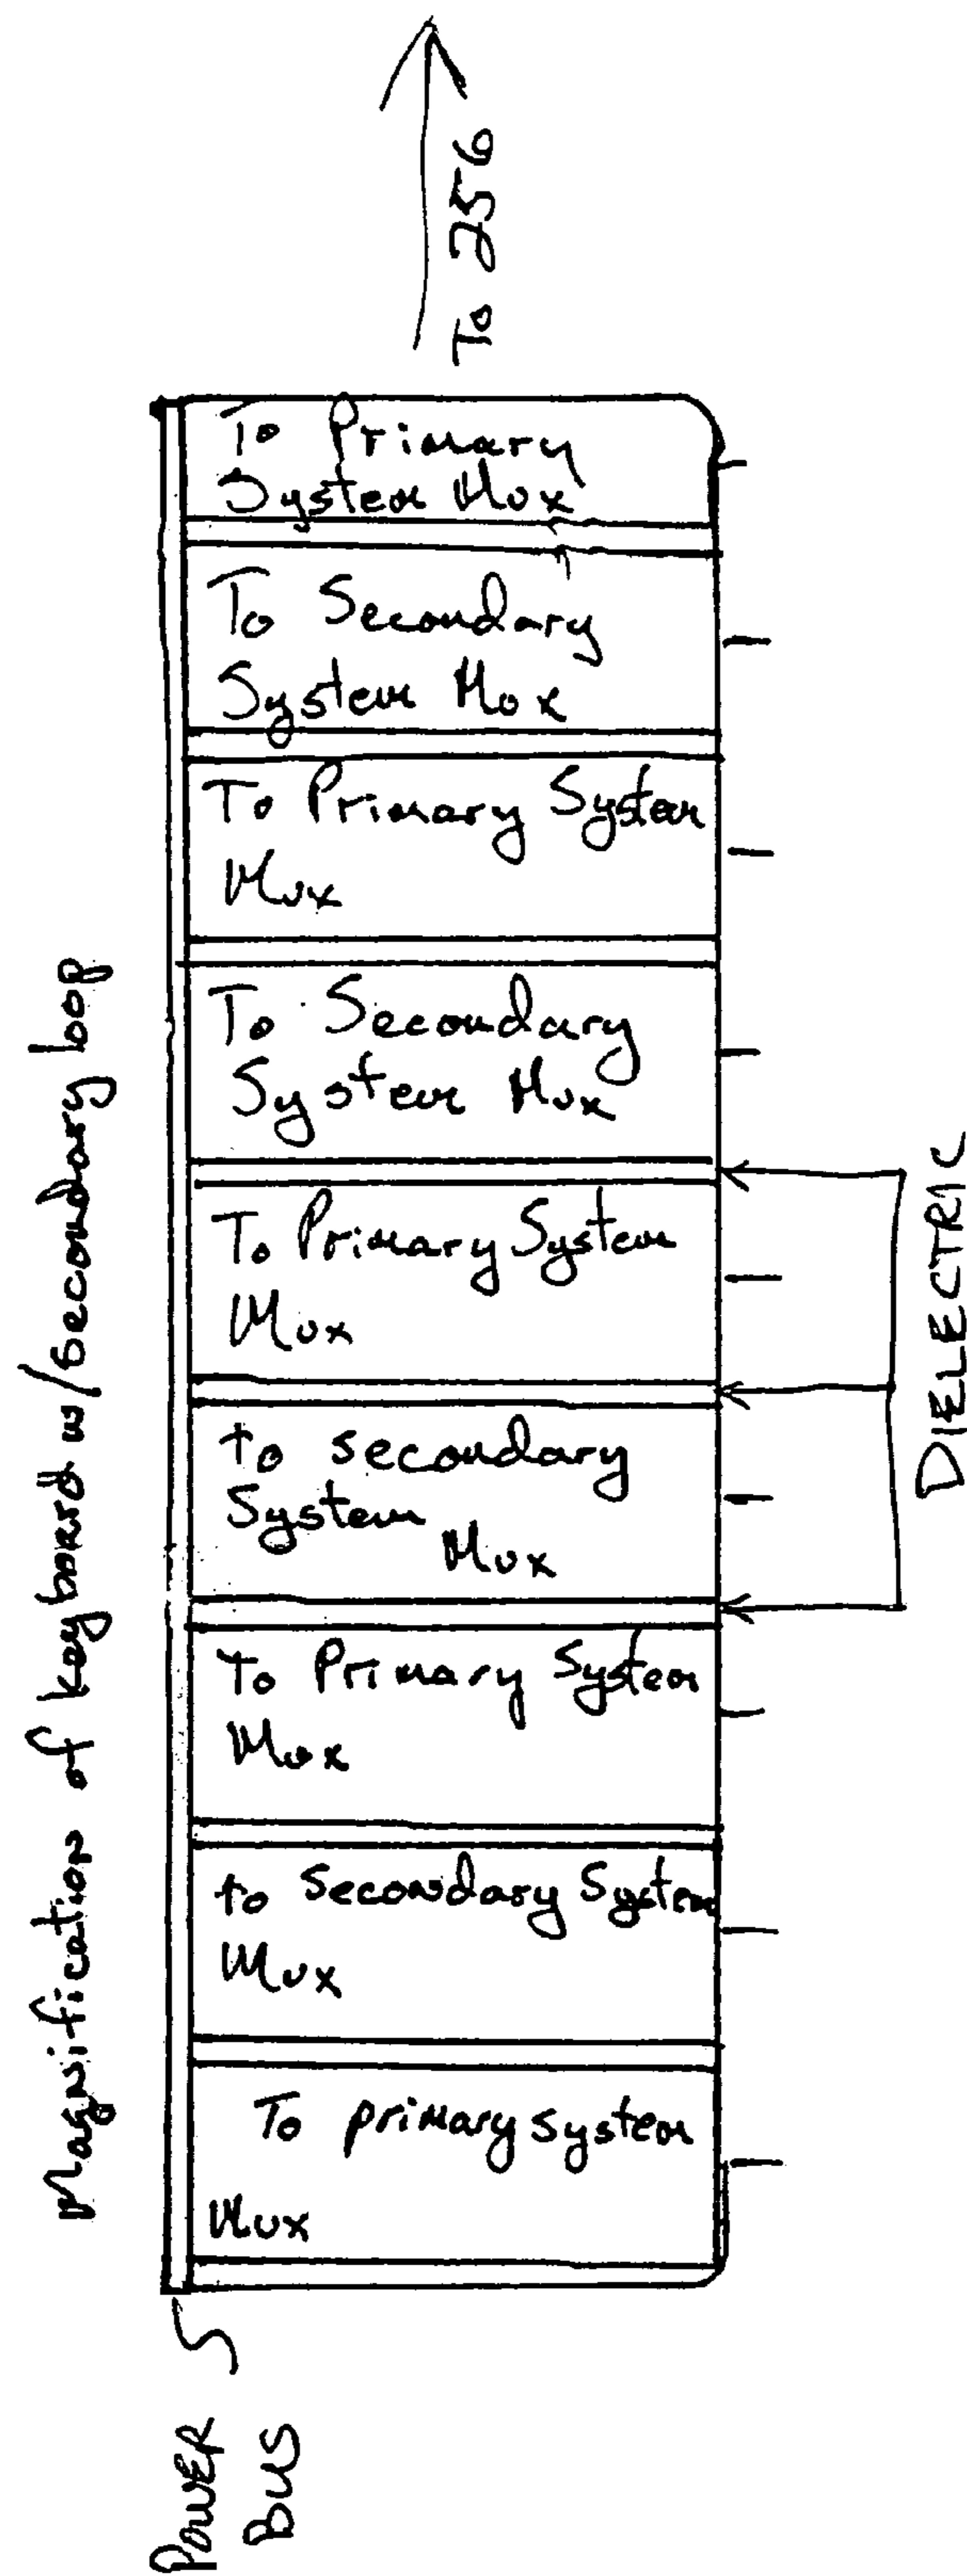 Magnification of keyboard w/secondary loop
To 256
To Primary
System Mux
To Secondary
System Mux
To Primary System
Mux
To Secondary
System Mux
To Primary System
Mux
to secondary
System
Mux
To Primary System
Mux
to Secondary System
Mux
To primary system
Mux
DIELECTRIC
POWER
BUS